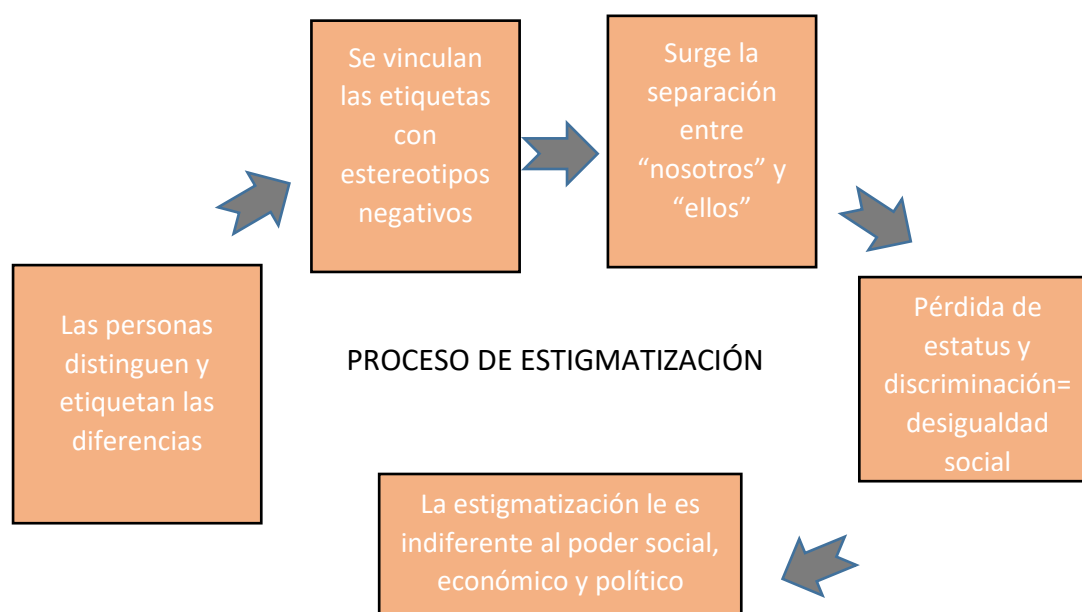 Las personas
distinguen y
etiquetan las
diferencias
Se vinculan
las etiquetas
con
estereotipos
negativos
Surge la
separación
entre
“nosotros” y
“ellos”
Pérdida de
estatus y
discriminación=
desigualdad
social
La estigmatización le es
indiferente al poder social,
económico y político
PROCESO DE ESTIGMATIZACIÓN